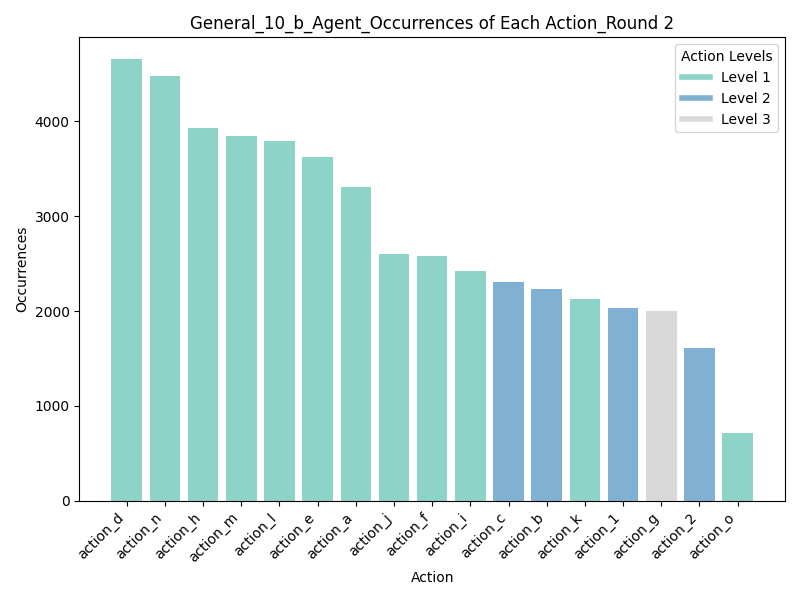 General_10_b_Agent_Occurrences of Each Action_Round 2
Action Levels
Level 1
Level 2
Level 3
Occurrences
4000
3000
2000
1000
0
action_d
action_n
action_h
action_m
action_l
action_e
action_a
action_j
action_f
action_i
action_c
action_b
action_k
action_1
action_g
action_2
action_o
Action